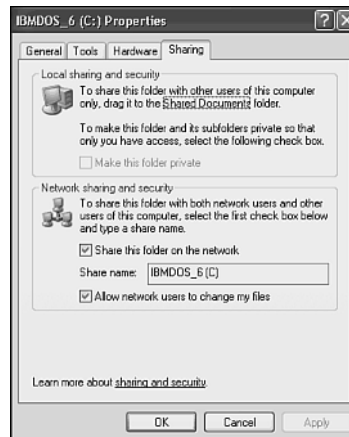 IBMDOS_6 (C:) Properties
General Tools Hardware Sharing
Local sharing and security
To share this folder with other users of this computer
only, drag it to the Shared Documents folder.
To make this folder and its subfolders private so that
only you have access, select the following check box.
Make this folder private
Network sharing and security
To share this folder with both network users and other
users of this computer, select the first check box below
and type a share name.
Share this folder on the network
Share name: IBMDOS_6 (C)
Allow network users to change my files
Learn more about sharing and security.
OK Cancel Apply